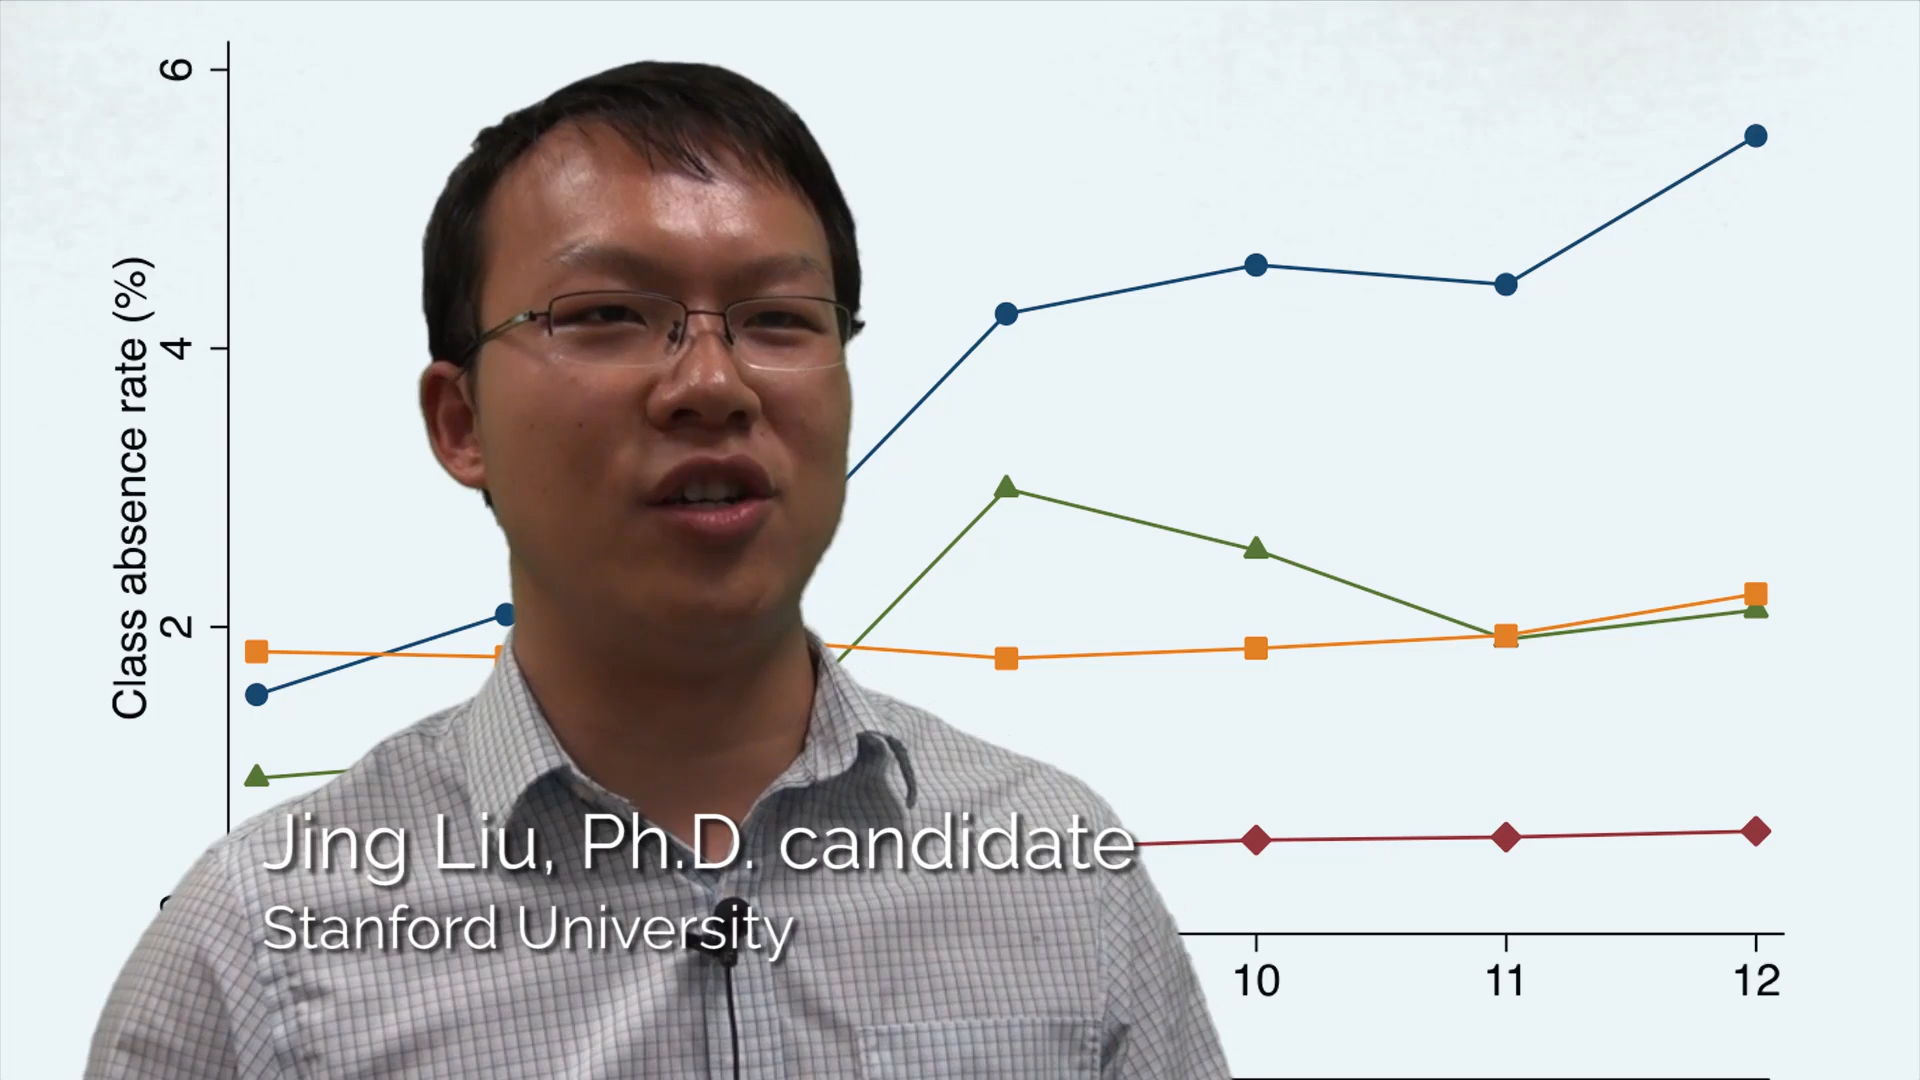 6
4
2
Class absence rate (%)
Jing Liu, Ph.D. candidate
Stanford University
10
11
12